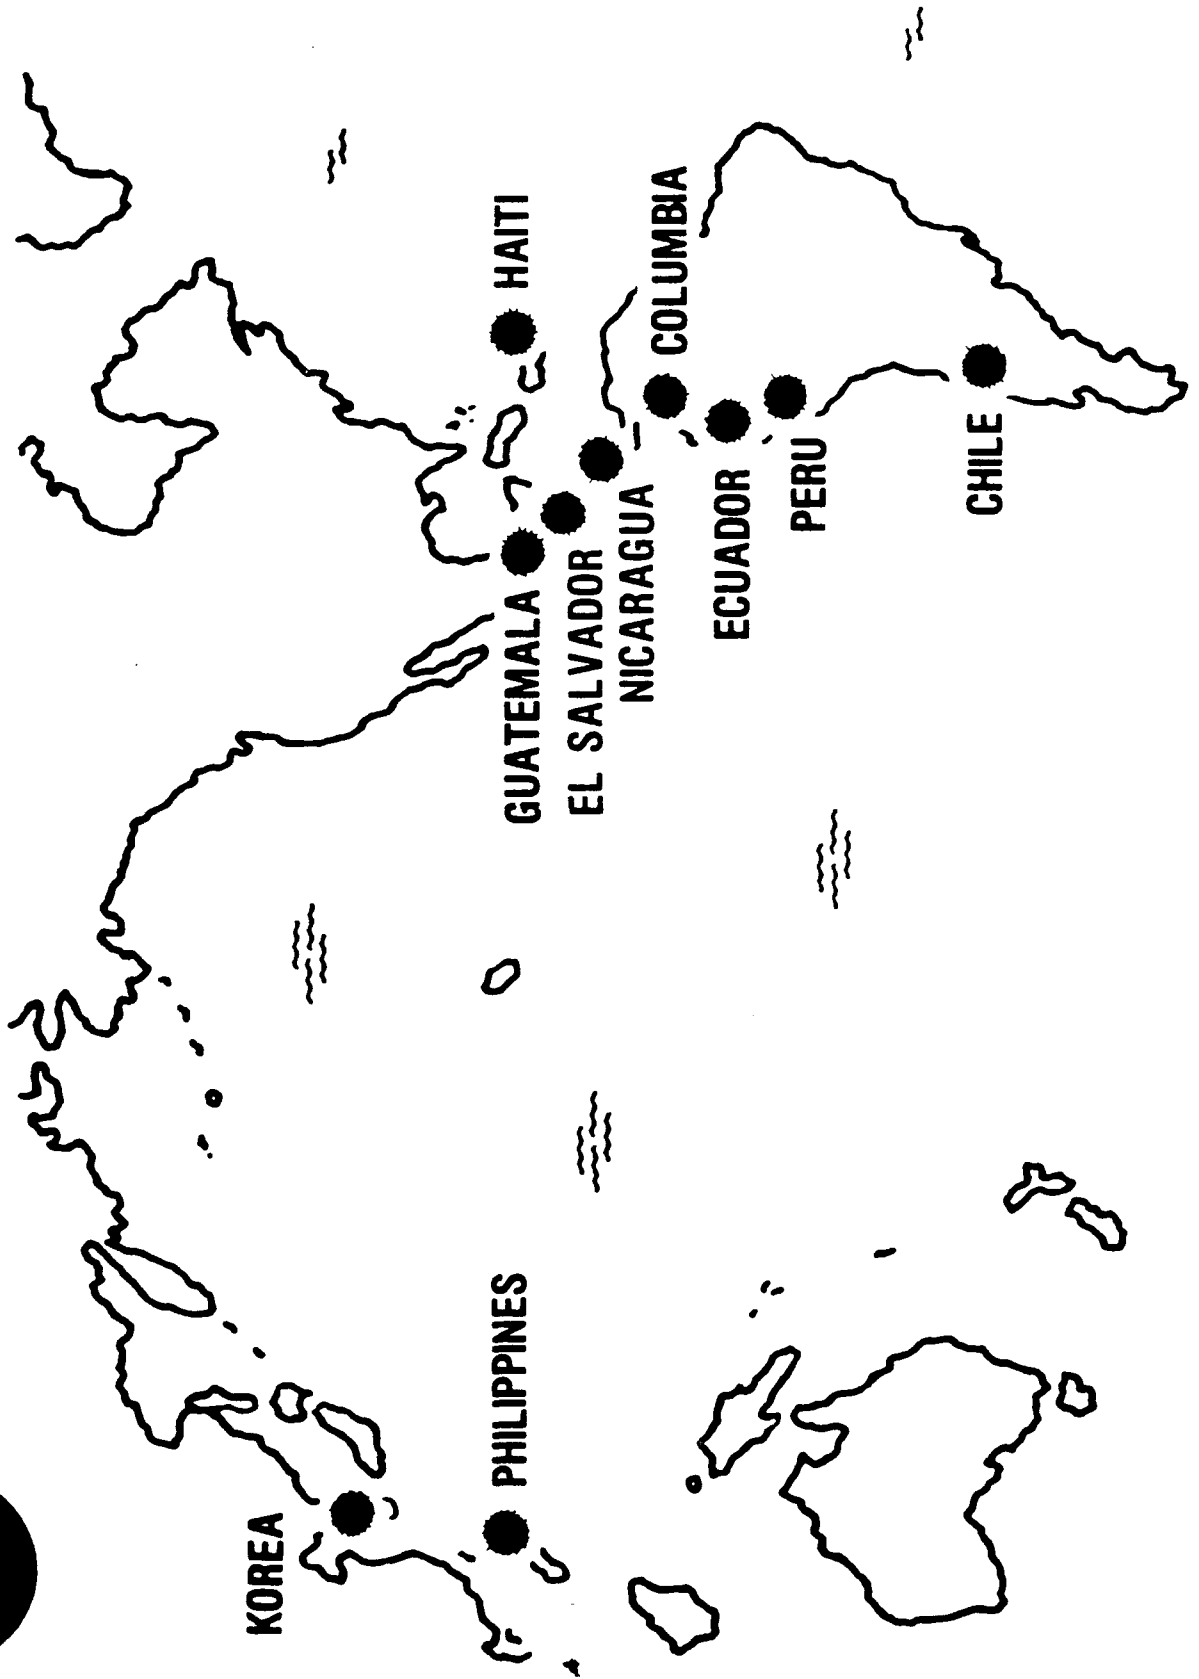 KOREA
PHILIPPINES
HAITI
GUATEMALA
EL SALVADOR
NICARAGUA
COLUMBIA
ECUADOR
PERU
CHILE